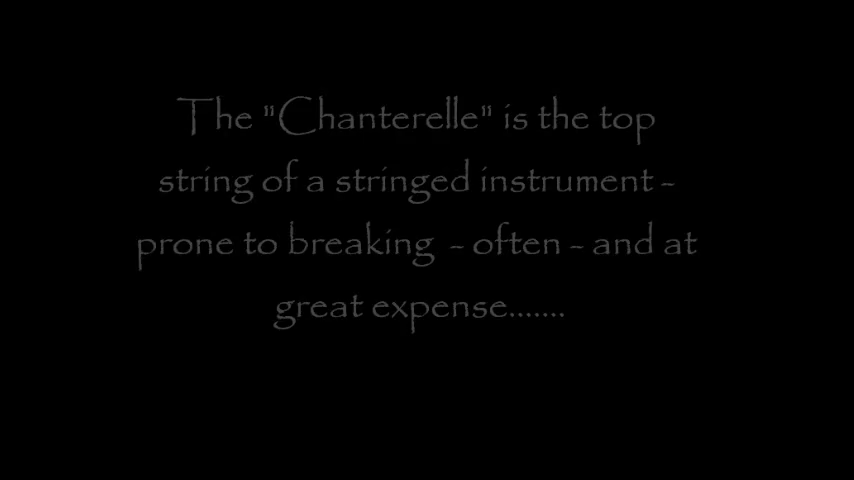 The "Chanterelle" is the top
string of a stringed instrument -
prone to breaking - often - and at
great expense.......